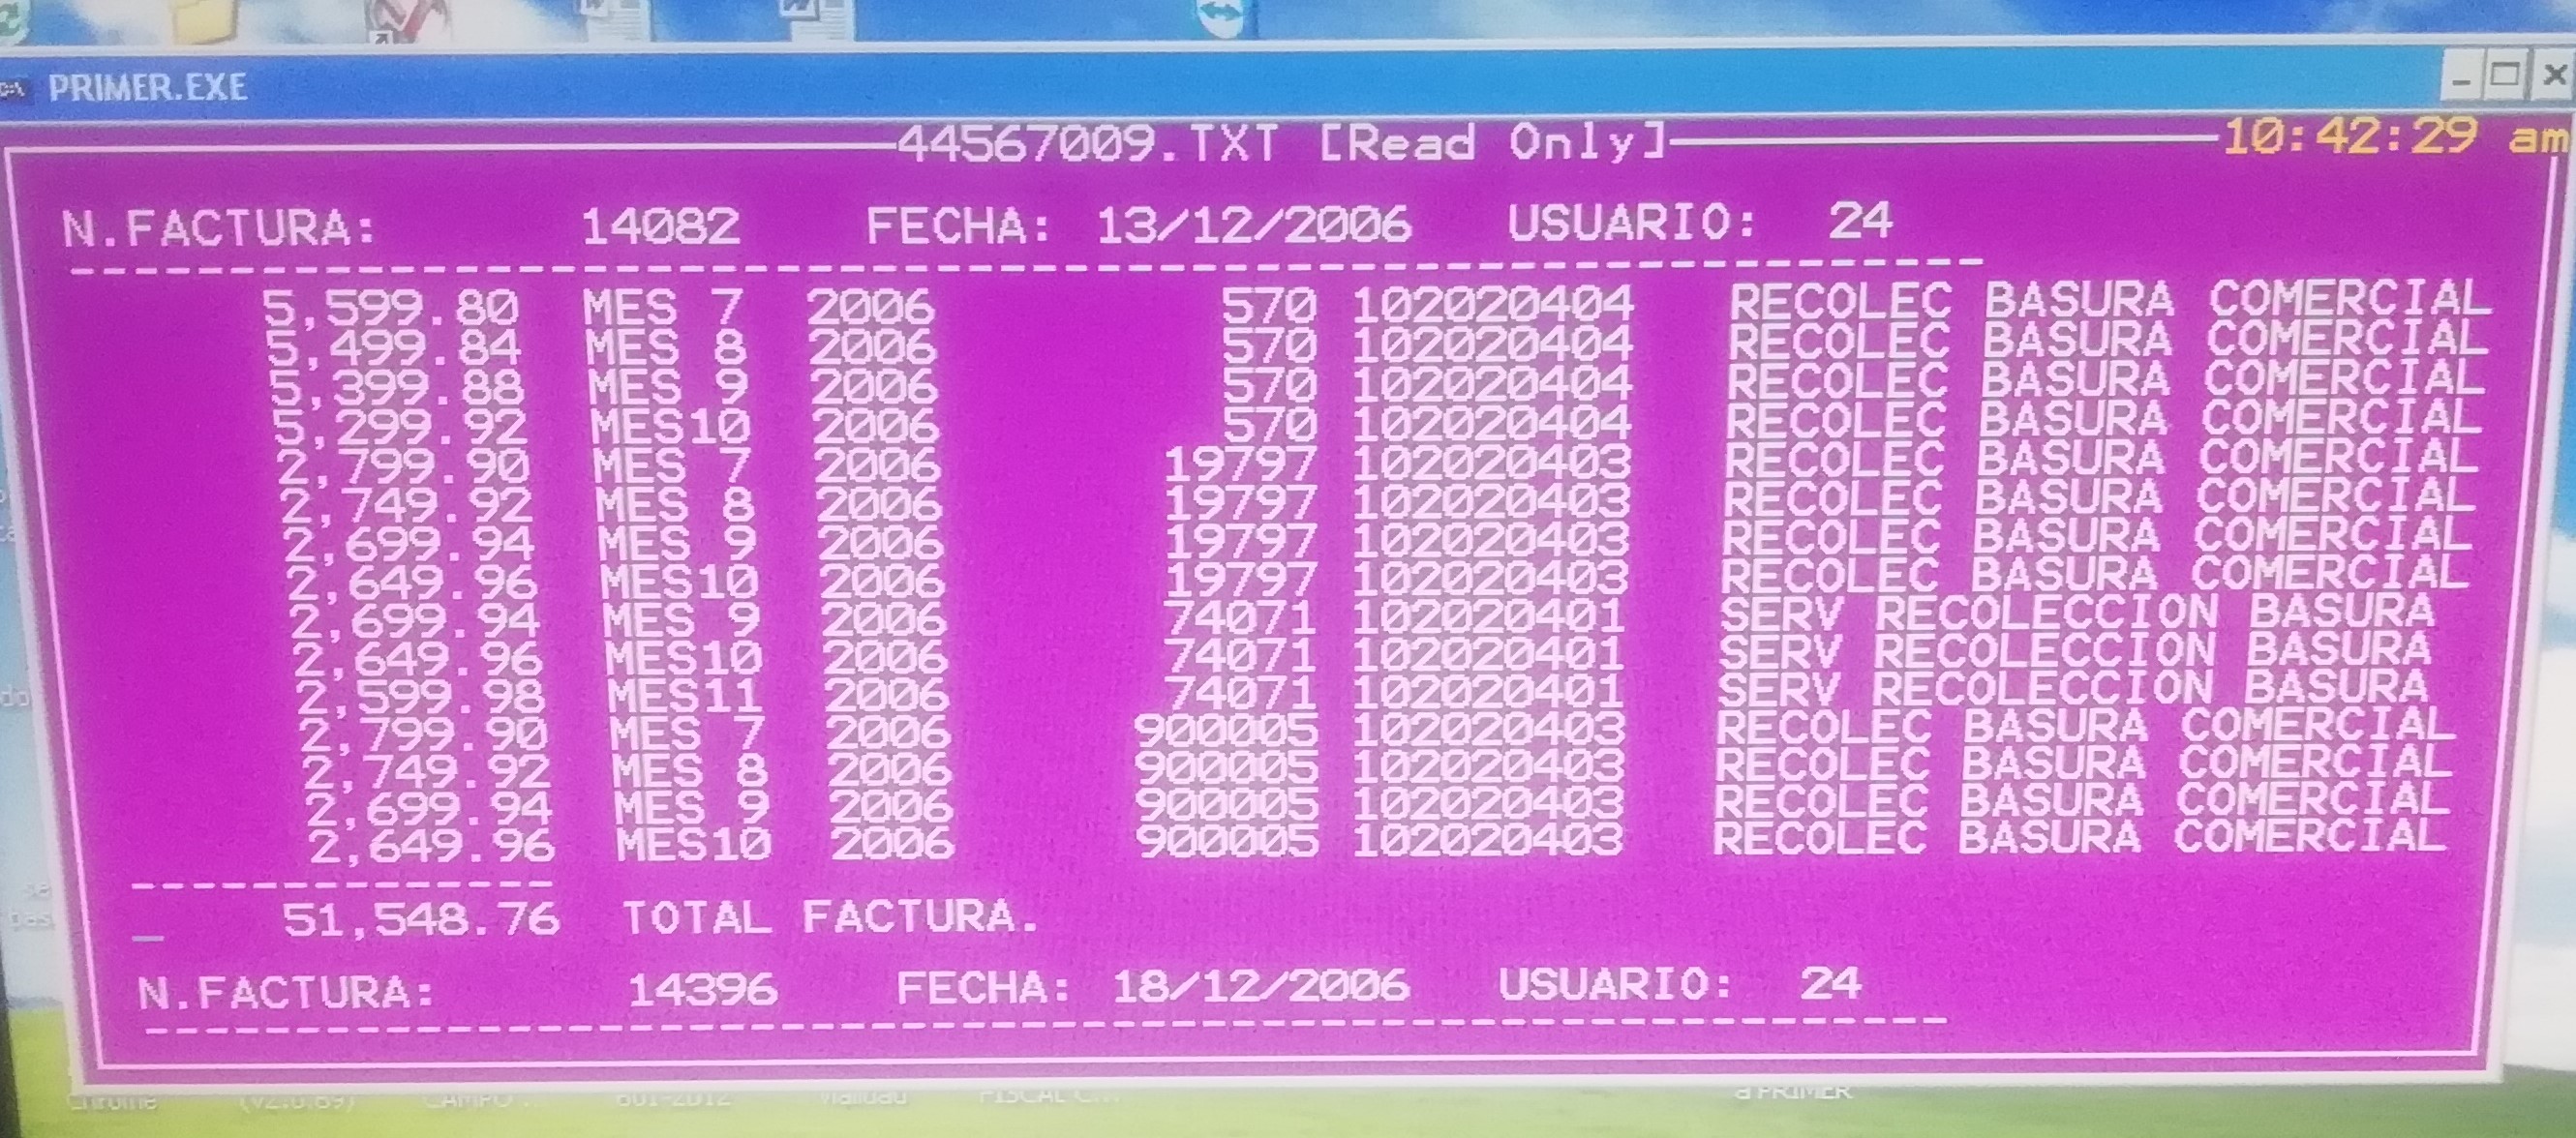 PRIMER.EXE
44567009.TXT [Read Only] 10:42:29 am
N.FACTURA: 14082 FECHA: 13/12/2006 USUARIO: 24
5,599.80 MES 7 2006 570 102020404 RECOLEC BASURA COMERCIAL
5,499.84 MES 8 2006 570 102020404 RECOLEC BASURA COMERCIAL
5,399.88 MES 9 2006 570 102020404 RECOLEC BASURA COMERCIAL
5,299.92 MES10 2006 570 102020404 RECOLEC BASURA COMERCIAL
2,799.90 MES 7 2006 19797 102020403 RECOLEC BASURA COMERCIAL
2,749.92 MES 8 2006 19797 102020403 RECOLEC BASURA COMERCIAL
2,699.94 MES 9 2006 19797 102020403 RECOLEC BASURA COMERCIAL
2,649.96 MES10 2006 19797 102020403 RECOLEC BASURA COMERCIAL
2,699.94 MES 9 2006 74071 102020401 SERV RECOLECCION BASURA
2,649.96 MES10 2006 74071 102020401 SERV RECOLECCION BASURA
2,599.98 MES11 2006 74071 102020401 SERV RECOLECCION BASURA
2,799.90 MES 7 2006 900005 102020403 RECOLEC BASURA COMERCIAL
2,749.92 MES 8 2006 900005 102020403 RECOLEC BASURA COMERCIAL
2,699.94 MES 9 2006 900005 102020403 RECOLEC BASURA COMERCIAL
2,649.96 MES10 2006 900005 102020403 RECOLEC BASURA COMERCIAL
51,548.76 TOTAL FACTURA.
N.FACTURA: 14396 FECHA: 18/12/2006 USUARIO: 24
a PRIMER